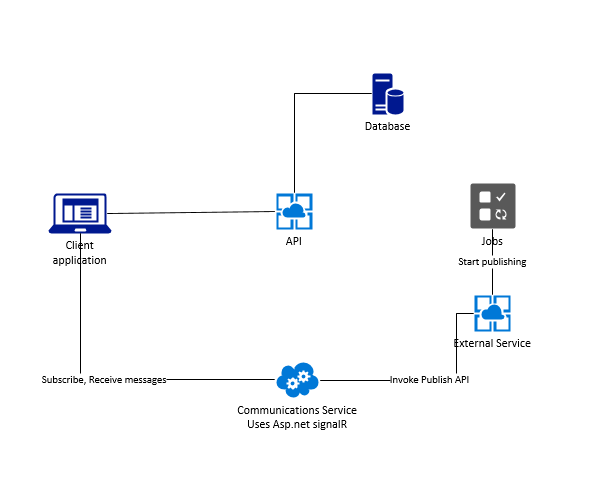 Database
Client
application
API
Jobs
Start publishing
External Service
Subscribe, Receive messages
Invoke Publish API
Communications Service
Uses Asp.net signalR